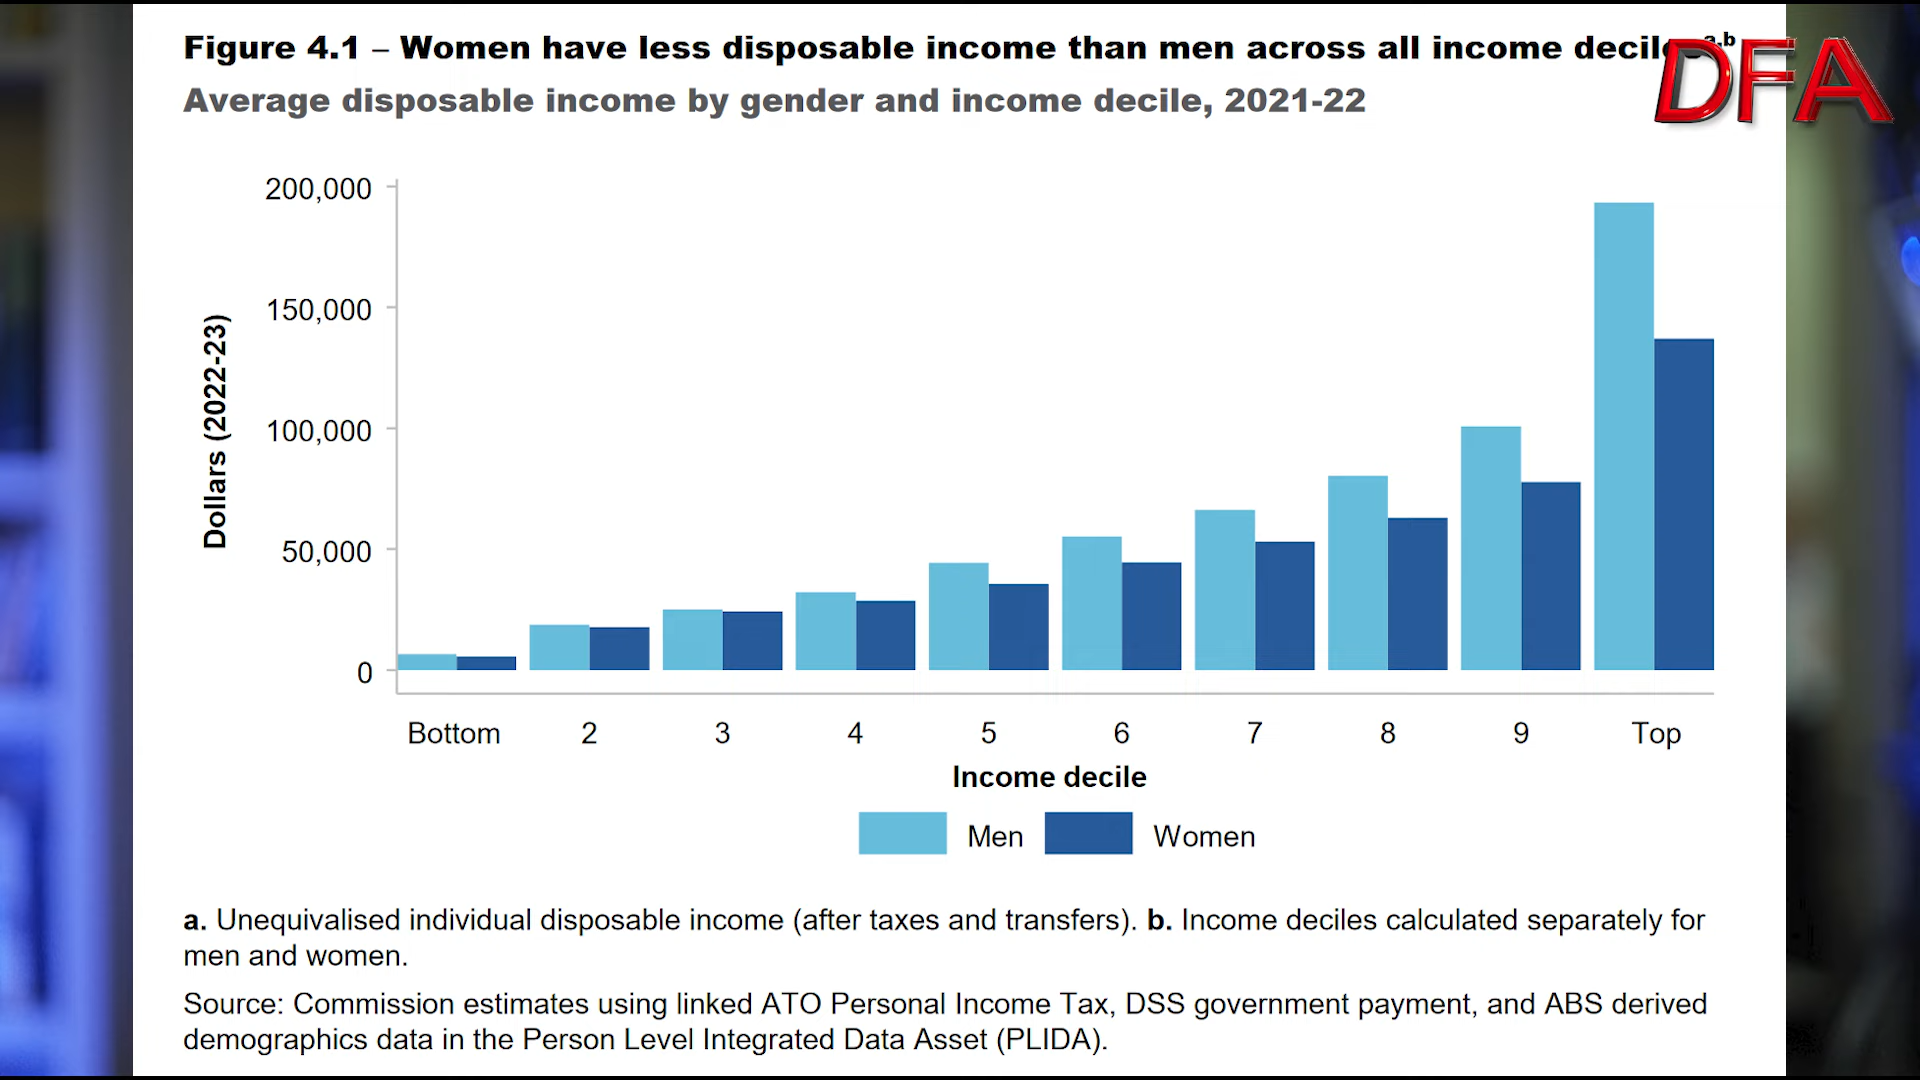 Figure 4.1 – Women have less disposable income than men across all income decile a,b
DFA
Average disposable income by gender and income decile, 2021-22
200,000
150,000
100,000
50,000
0
Dollars (2022-23)
Bottom 2 3 4 5 6 7 8 9 Top
Income decile
Men Women
a. Unequivalised individual disposable income (after taxes and transfers). b. Income deciles calculated separately for
men and women.
Source: Commission estimates using linked ATO Personal Income Tax, DSS government payment, and ABS derived
demographics data in the Person Level Integrated Data Asset (PLIDA).